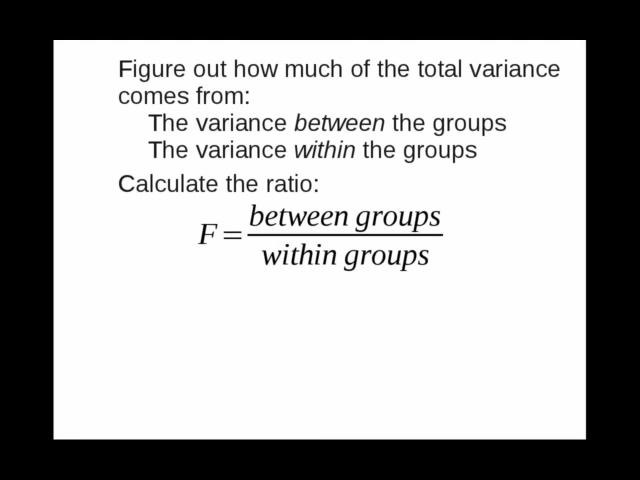 Figure out how much of the total variance
comes from:
The variance between the groups
The variance within the groups
Calculate the ratio:
F = between groups
within groups